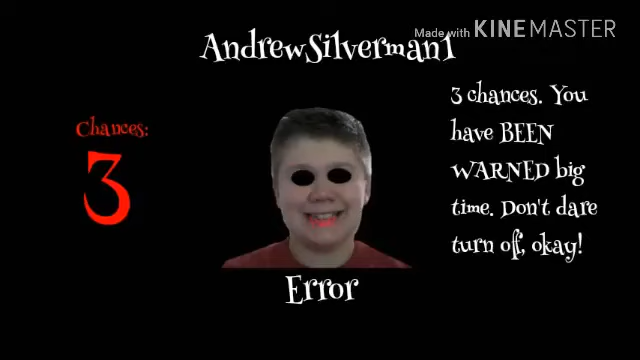 Made with KINEMASTER
AndrewSilverman1
3 chances. You
have BEEN
WARNED big
time. Don't dare
turn off, okay!
Chances:
3
Error